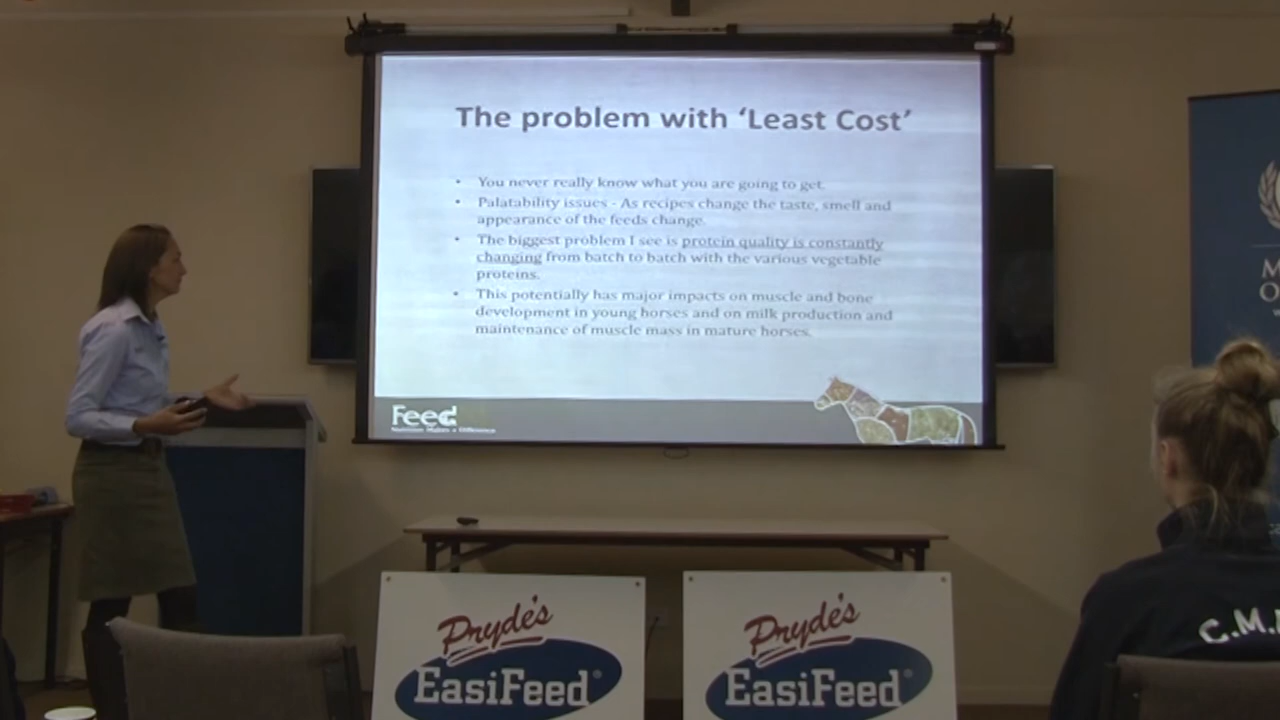 The problem with ‘Least Cost’
• You never really know what you are going to get.
• Palatability issues - As recipes change the taste, smell and
appearance of the feeds change.
• The biggest problem I see is protein quality is constantly
changing from batch to batch with the various vegetable
proteins.
• This potentially has major impacts on muscle and bone
development in young horses and on milk production and
maintenance of muscle mass in mature horses.
Feed
Nutrition Makes a Difference
M
O
C.M.
Pryde's
EasiFeed®
Pryde's
EasiFeed®